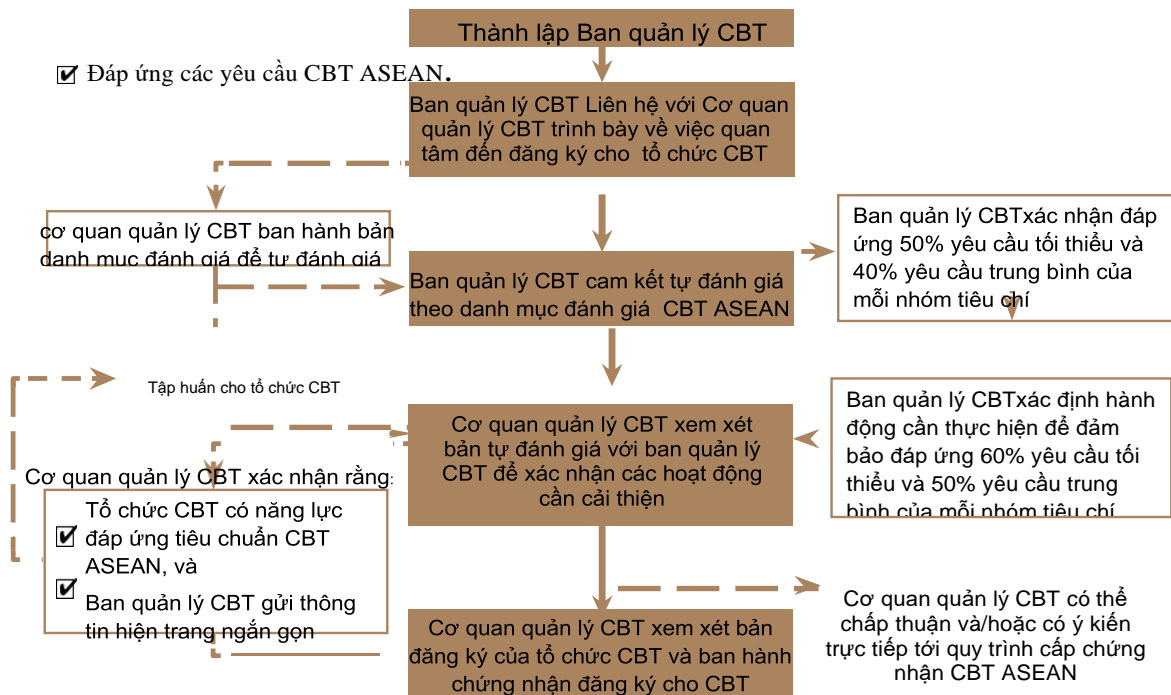 Thành lập Ban quản lý CBT
Đáp ứng các yêu cầu CBT ASEAN.
Ban quản lý CBT Liên hệ với Cơ quan
quản lý CBT trình bày về việc quan
tâm đến đăng ký cho tổ chức CBT
cơ quan quản lý CBT ban hành bản
danh mục đánh giá để tự đánh giá
Ban quản lý CBT cam kết tự đánh giá
theo danh mục đánh giá CBT ASEAN
Ban quản lý CBTxác nhận đáp
ứng 50% yêu cầu tối thiểu và
40% yêu cầu trung bình của
mỗi nhóm tiêu chí
Tập huấn cho tổ chức CBT
Cơ quan quản lý CBT xem xét
bản tự đánh giá với ban quản lý
CBT để xác nhận các hoạt động
cần cải thiện
Ban quản lý CBTxác định hành
động cần thực hiện để đảm
bảo đáp ứng 60% yêu cầu tối
thiểu và 50% yêu cầu trung
bình của mỗi nhóm tiêu chí
Cơ quan quản lý CBT xác nhận rằng:
Tổ chức CBT có năng lực
đáp ứng tiêu chuẩn CBT
ASEAN, và
Ban quản lý CBT gửi thông
tin hiện trang ngắn gọn
Cơ quan quản lý CBT xem xét bản
đăng ký của tổ chức CBT và ban hành
chứng nhận đăng ký cho CBT
Cơ quan quản lý CBT có thể
chấp thuận và/hoặc có ý kiến
trực tiếp tới quy trình cấp chứng
nhận CBT ASEAN